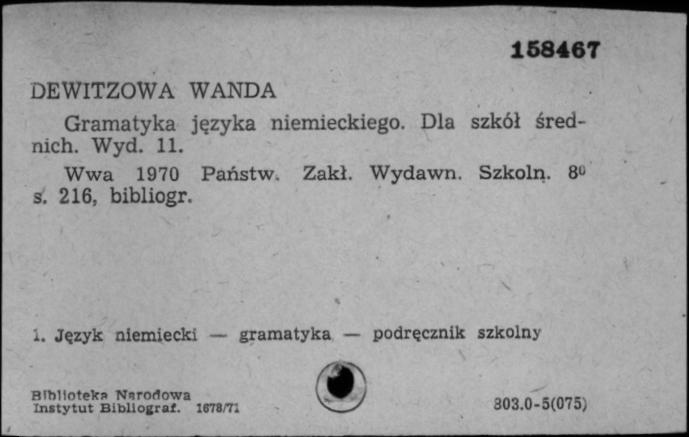 158467
DEWITZOWA WANDA
Gramatyka języka niemieckiego. Dla szkół śred-
nich. Wyd. 11.
Wwa 1970 Państw. Zakł. Wydawn. Szkoln. 8⁰
s. 216, bibliogr.
1. Język niemiecki — gramatyka — podręcznik szkolny
Biblioteka Narodowa
Instytut Bibliograf. 1678/71
803.0-5(075)